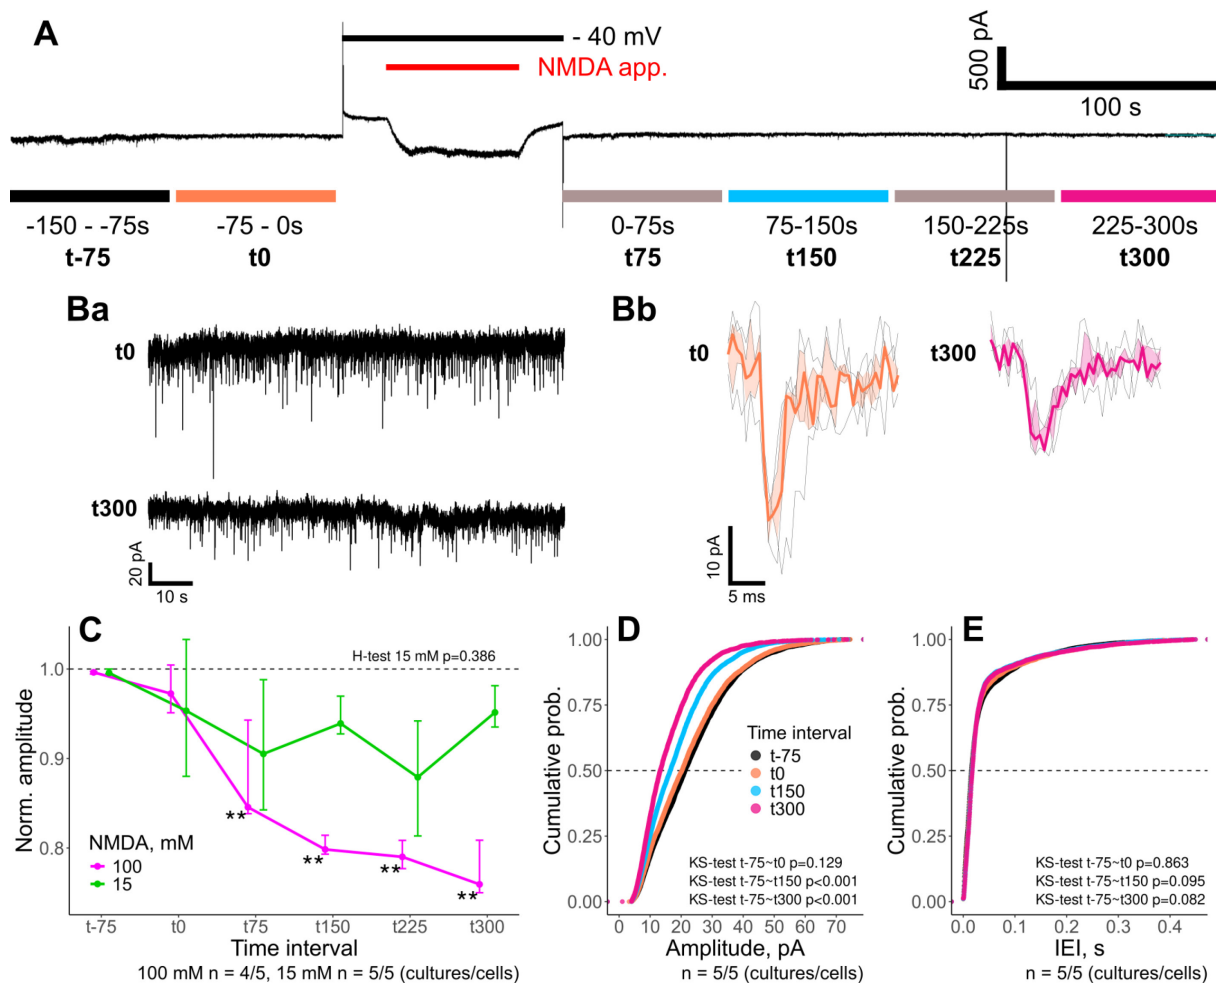 A
- 40 mV
NMDA app.
500 pA
100 s
-150 - -75s
t-75
-75 - 0s
t0
0-75s
t75
75-150s
t150
150-225s
t225
225-300s
t300
Ba
t0
t300
20 pA
10 s
Bb
t0
t300
10 pA
5 ms
C
H-test 15 mM p=0.386
Norm. amplitude
1.0
0.9
0.8
**
**
**
**
NMDA, mM
100
15
t-75 t0 t75 t150 t225 t300
Time interval
100 mM n = 4/5, 15 mM n = 5/5 (cultures/cells)
D
Cumulative prob.
1.00
0.75
0.50
0.25
0.00
Time interval
t-75
t0
t150
t300
KS-test t-75~t0 p=0.129
KS-test t-75~t150 p<0.001
KS-test t-75~t300 p<0.001
0 10 20 30 40 50 60 70
Amplitude, pA
n = 5/5 (cultures/cells)
E
Cumulative prob.
1.00
0.75
0.50
0.25
0.00
KS-test t-75~t0 p=0.863
KS-test t-75~t150 p=0.095
KS-test t-75~t300 p=0.082
0.0 0.1 0.2 0.3 0.4
IEI, s
n = 5/5 (cultures/cells)